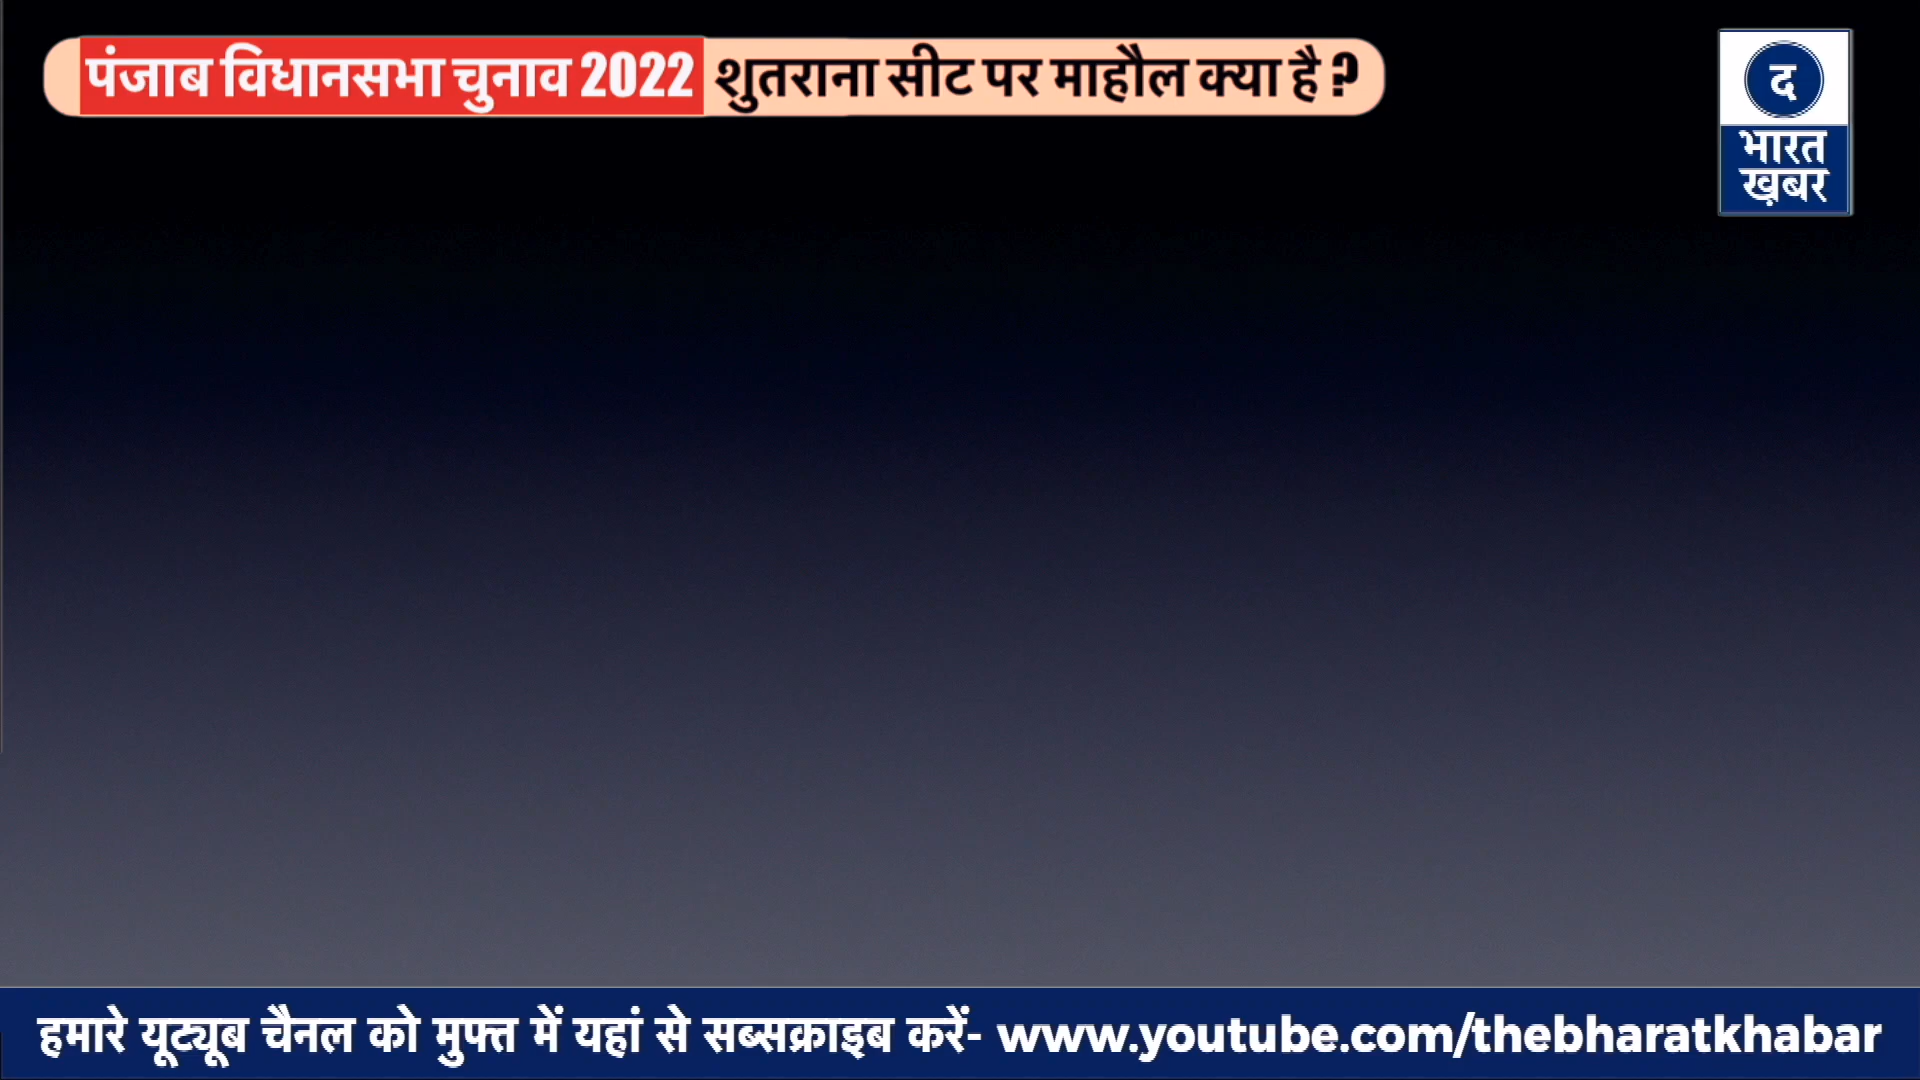 पंजाब विधानसभा चुनाव 2022 शुतराना सीट पर माहौल क्या है ?
द
भारत
ख़बर
हमारे यूट्यूब चैनल को मुफ्त में यहां से सब्सक्राइब करें- www.youtube.com/thebharatkhabar